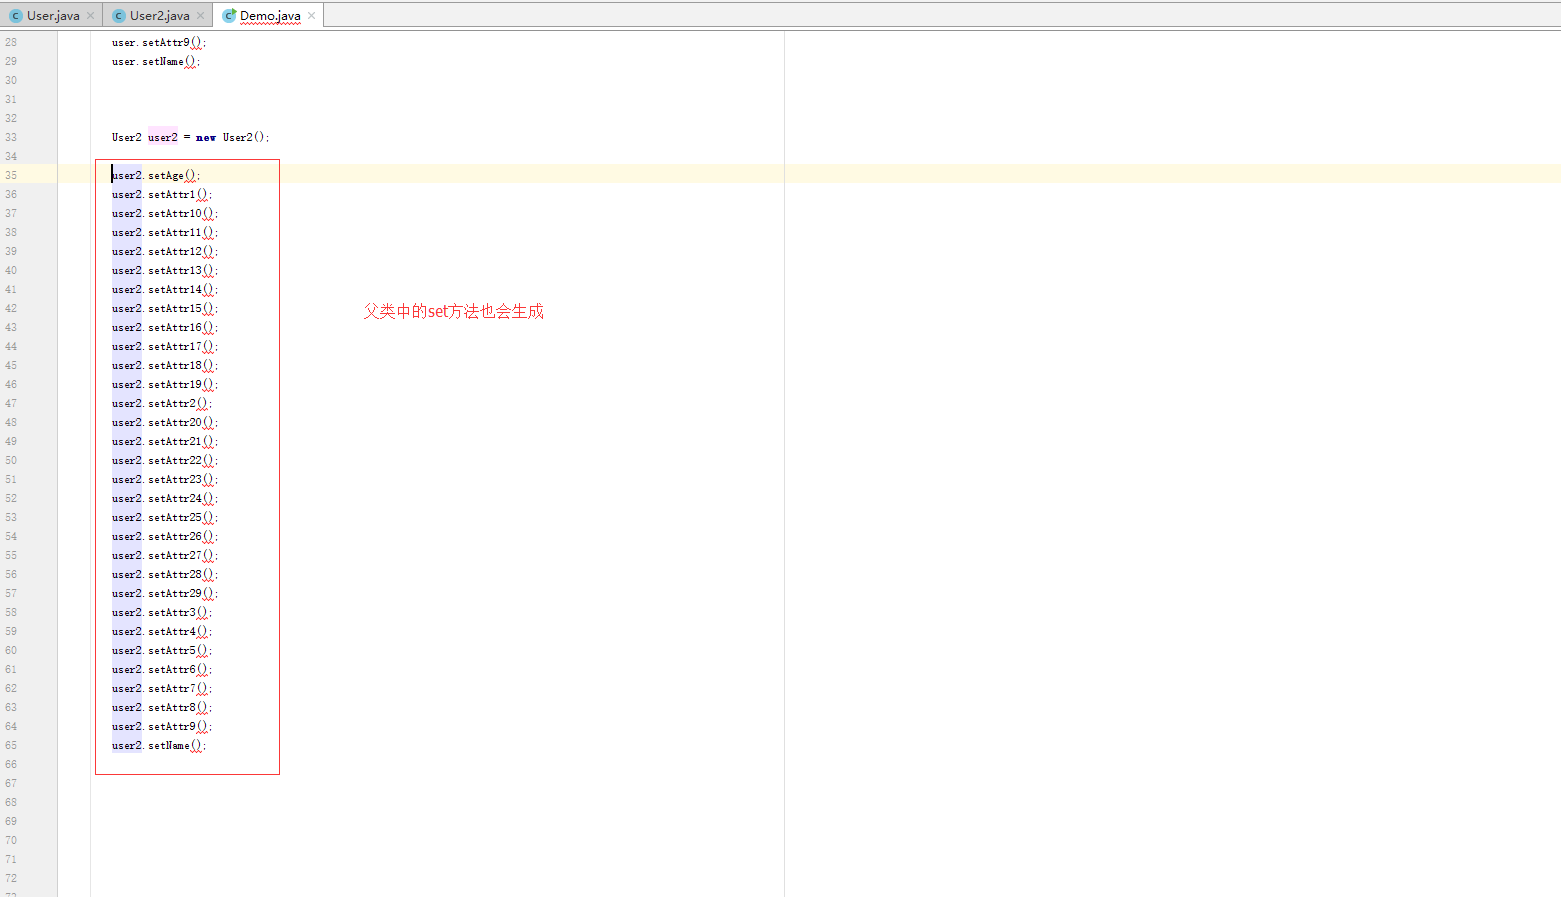 User.java
User2.java
Demo.java
28 user.setAttr9();
29 user.setName();
30
31
32
33 User2 user2 = new User2();
34
35 user2.setAge();
36 user2.setAttr1();
37 user2.setAttr10();
38 user2.setAttr11();
39 user2.setAttr12();
40 user2.setAttr13();
41 user2.setAttr14();
42 user2.setAttr15();
父类中的set方法也会生成
43 user2.setAttr16();
44 user2.setAttr17();
45 user2.setAttr18();
46 user2.setAttr19();
47 user2.setAttr2();
48 user2.setAttr20();
49 user2.setAttr21();
50 user2.setAttr22();
51 user2.setAttr23();
52 user2.setAttr24();
53 user2.setAttr25();
54 user2.setAttr26();
55 user2.setAttr27();
56 user2.setAttr28();
57 user2.setAttr29();
58 user2.setAttr3();
59 user2.setAttr4();
60 user2.setAttr5();
61 user2.setAttr6();
62 user2.setAttr7();
63 user2.setAttr8();
64 user2.setAttr9();
65 user2.setName();
66
67
68
69
70
71
72